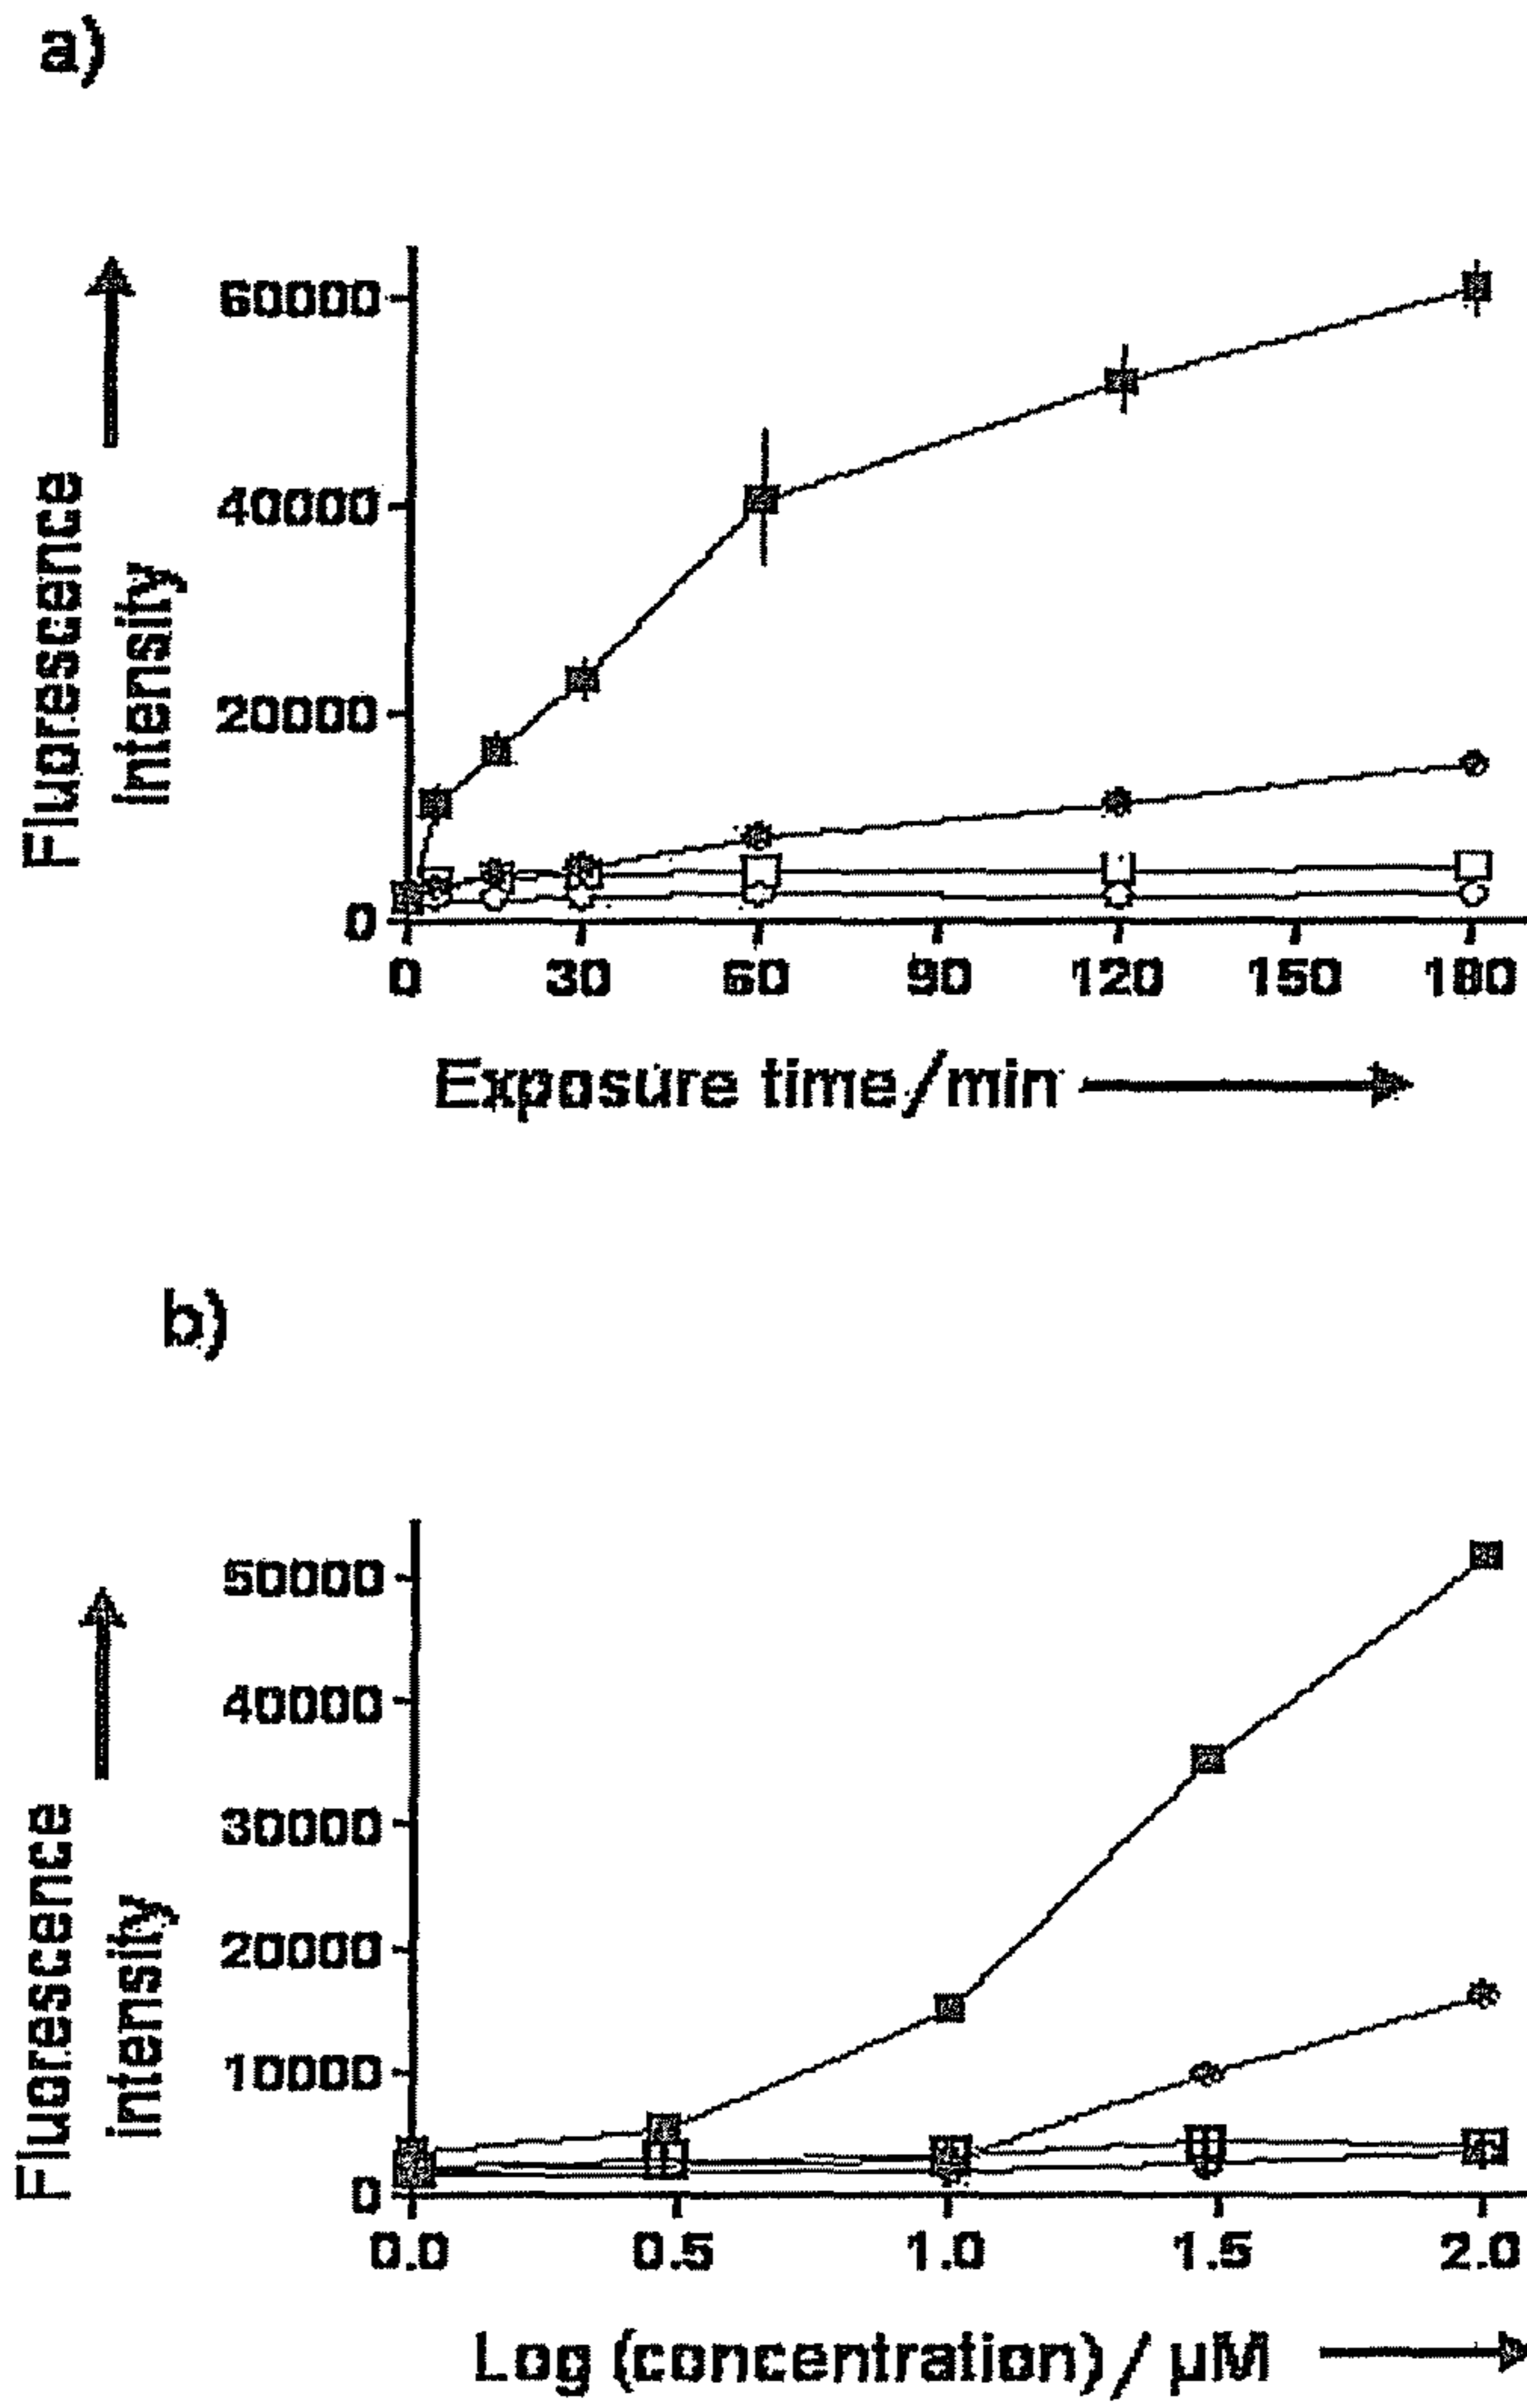 a)
Fluorescence
intensity
60000
40000
20000
0
0 30 60 90 120 150 180
Exposure time/min
b)
Fluorescence
intensity
50000
40000
30000
20000
10000
0
0.0 0.5 1.0 1.5 2.0
Log (concentration)/ µM